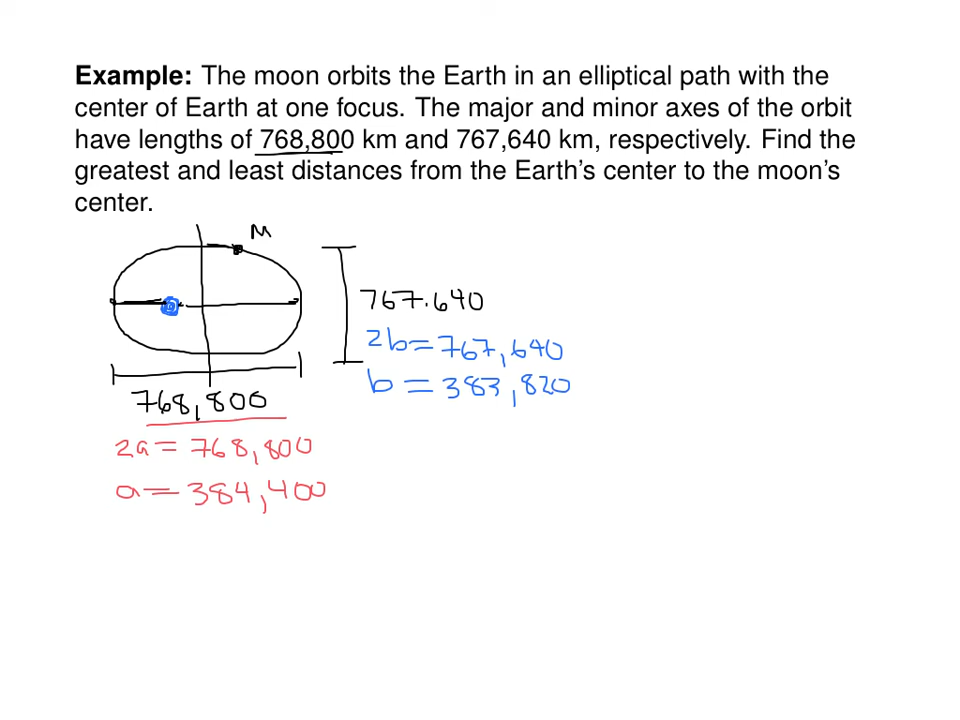 Example: The moon orbits the Earth in an elliptical path with the
center of Earth at one focus. The major and minor axes of the orbit
have lengths of 768,800 km and 767,640 km, respectively. Find the
greatest and least distances from the Earth's center to the moon's
center.
M
767.640
2b = 767,640
b = 383,820
768,800
2a = 768,800
a = 384,400